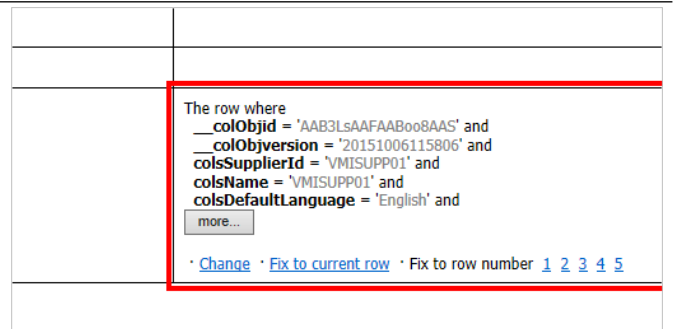 The row where
__colObjid = 'AAB3LsAAFAABoo8AAS' and
__colObjversion = '20151006115806' and
colsSupplierId = 'VMISUPP01' and
colsName = 'VMISUPP01' and
colsDefaultLanguage = 'English' and
more...
· Change · Fix to current row · Fix to row number 1 2 3 4 5